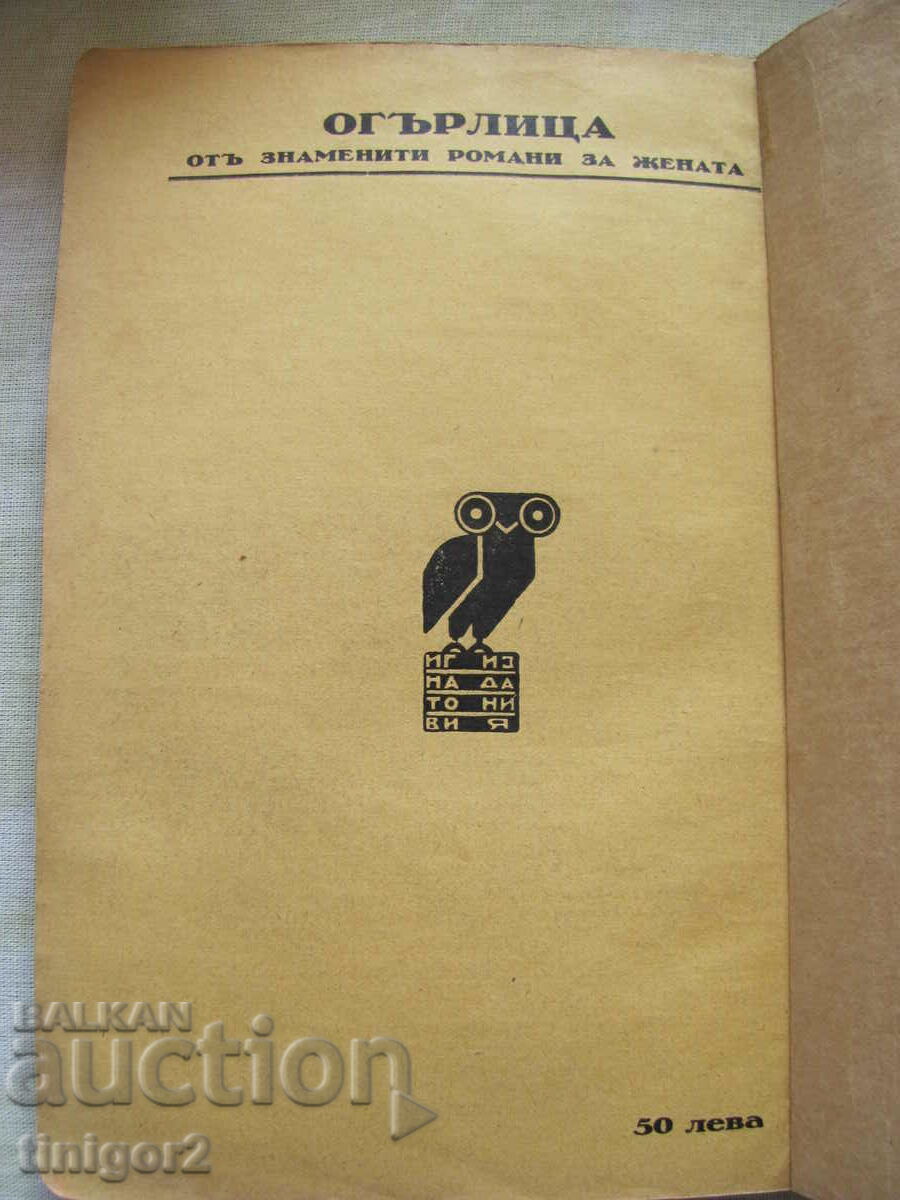 ОГЪРЛИЦА
ОТЪ ЗНАМЕНИТИ РОМАНИ ЗА ЖЕНАТА
ИГ ИЗ
НА ДА
ТО НИ
ВИ Я
50 лева
BALKAN
auction
tinigor2